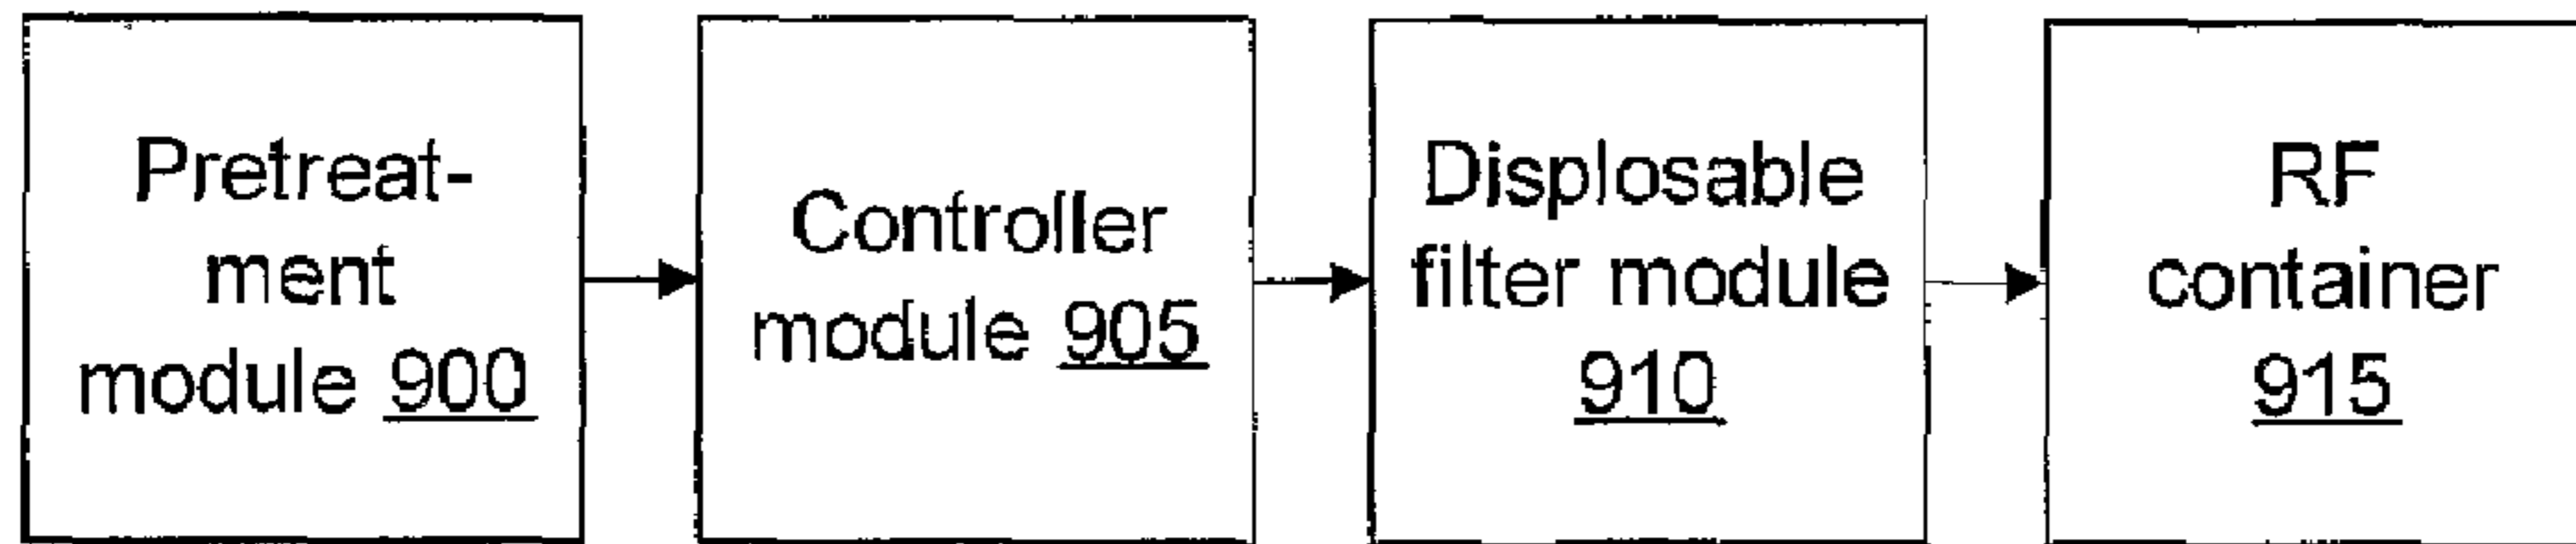 Pretreat-
ment
module 900
Controller
module 905
Displosable
filter module
910
RF
container
915